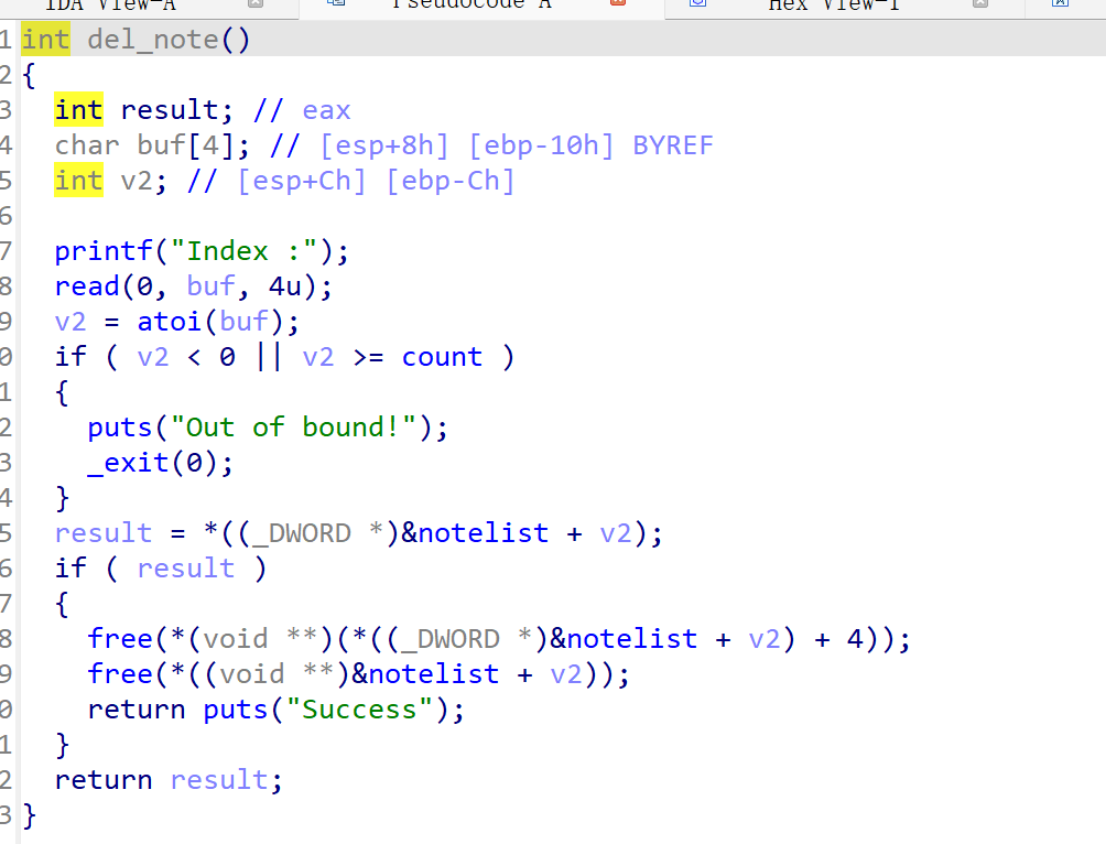 IDA View-A Pseudocode A Hex View-1
1 int del_note()
2 {
3 int result; // eax
4 char buf[4]; // [esp+8h] [ebp-10h] BYREF
5 int v2; // [esp+Ch] [ebp-Ch]
6
7 printf("Index :");
8 read(0, buf, 4u);
9 v2 = atoi(buf);
0 if ( v2 < 0 || v2 >= count )
1 {
2 puts("Out of bound!");
3 _exit(0);
4 }
5 result = *((_DWORD *)&notelist + v2);
6 if ( result )
7 {
8 free(*(void **)(*((_DWORD *)&notelist + v2) + 4));
9 free(*((void **)&notelist + v2));
0 return puts("Success");
1 }
2 return result;
3 }